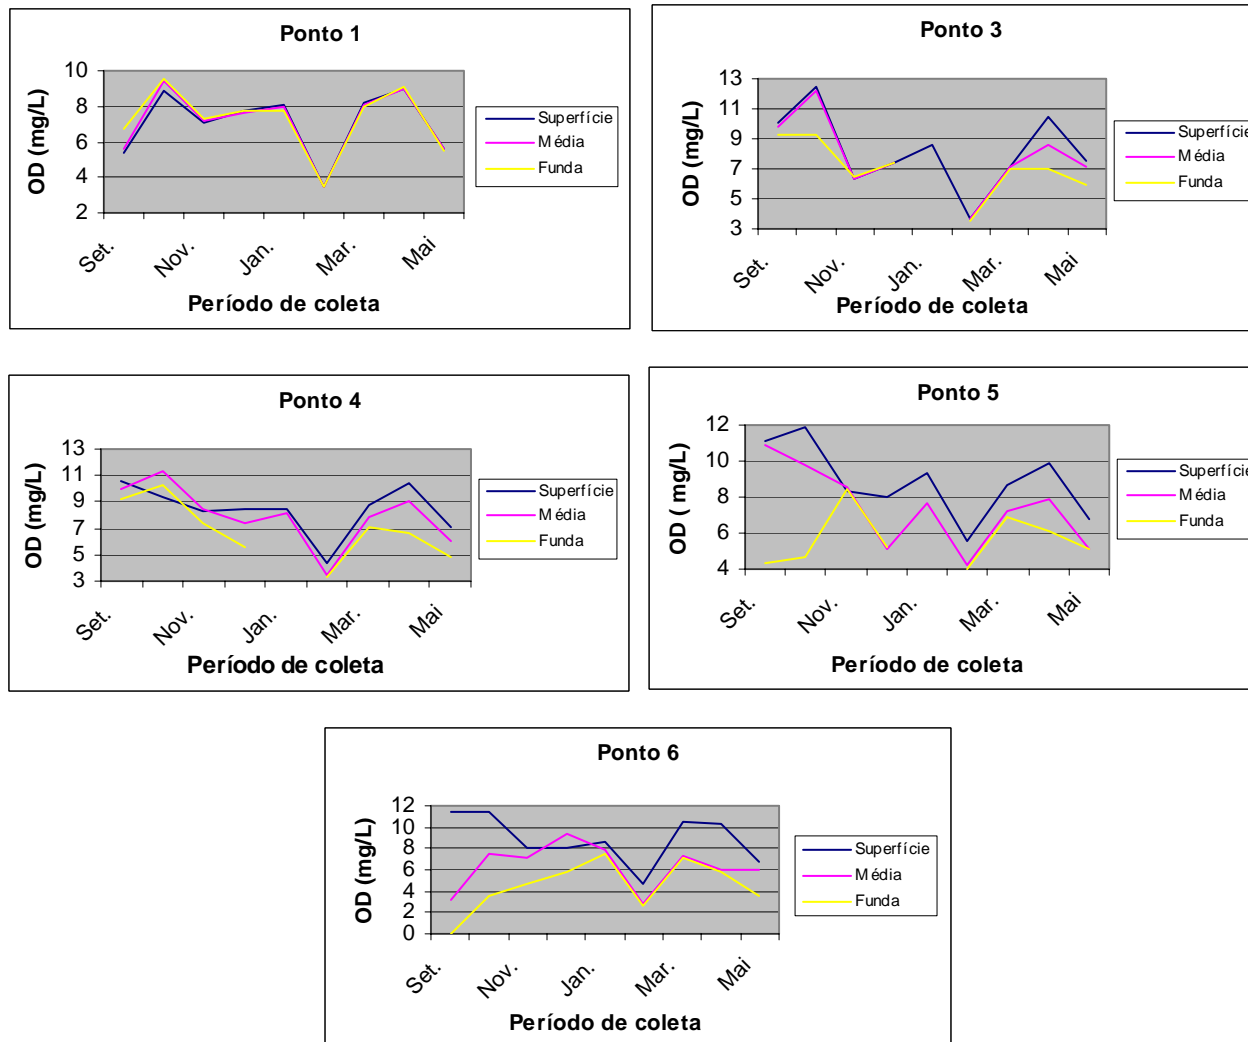 Ponto 1
OD (mg/L)
10
8
6
4
2
Set.
Nov.
Jan.
Mar.
Mai
Período de coleta
Superfície
Média
Funda
Ponto 3
OD (mg/L)
13
11
9
7
5
3
Set.
Nov.
Jan.
Mar.
Mai
Período de coleta
Superfície
Média
Funda
Ponto 4
OD (mg/L)
13
11
9
7
5
3
Set.
Nov.
Jan.
Mar.
Mai
Período de coleta
Superfície
Média
Funda
Ponto 5
OD ( mg/L)
12
10
8
6
4
Set.
Nov.
Jan.
Mar.
Mai
Período de coleta
Superfície
Média
Funda
Ponto 6
OD (mg/L)
12
10
8
6
4
2
0
Set.
Nov.
Jan.
Mar.
Mai
Período de coleta
Superfície
Média
Funda